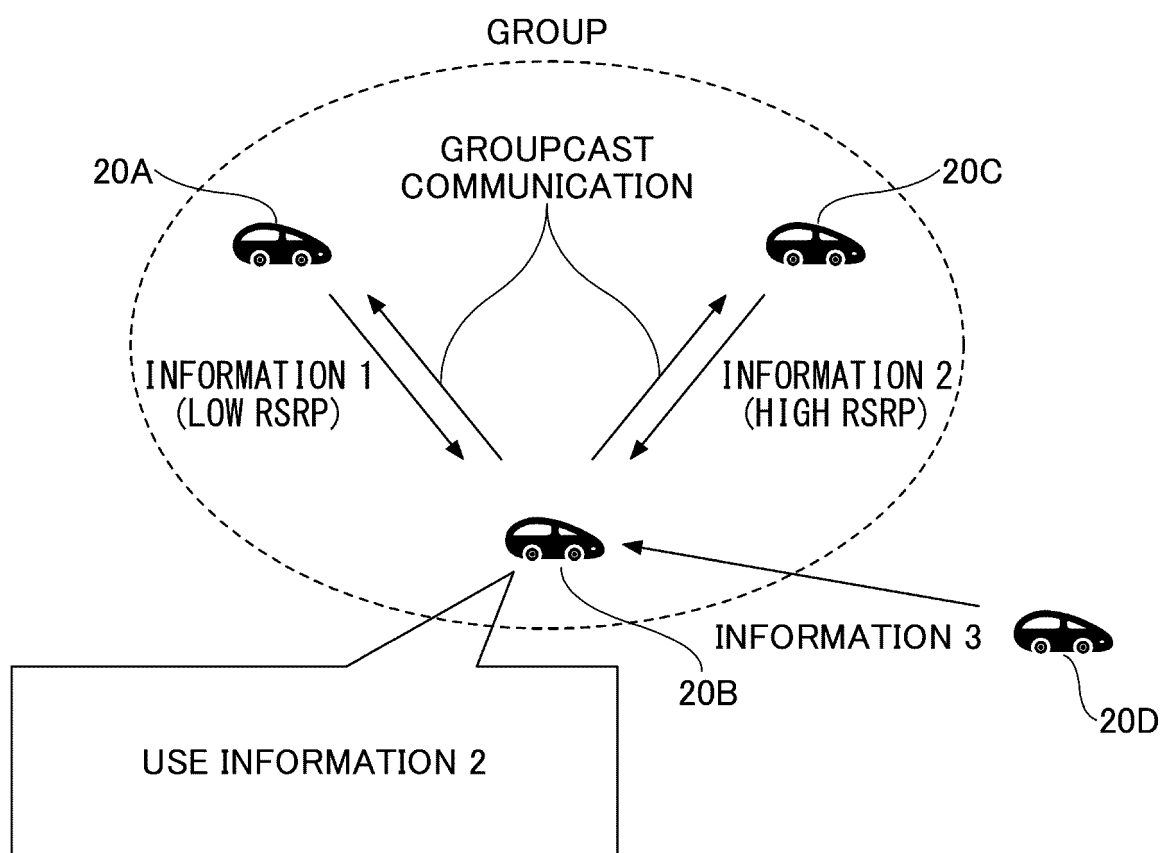 GROUP
GROUPCAST
COMMUNICATION
20A
20C
INFORMATION 1
(LOW RSRP)
INFORMATION 2
(HIGH RSRP)
INFORMATION 3
20B
20D
USE INFORMATION 2